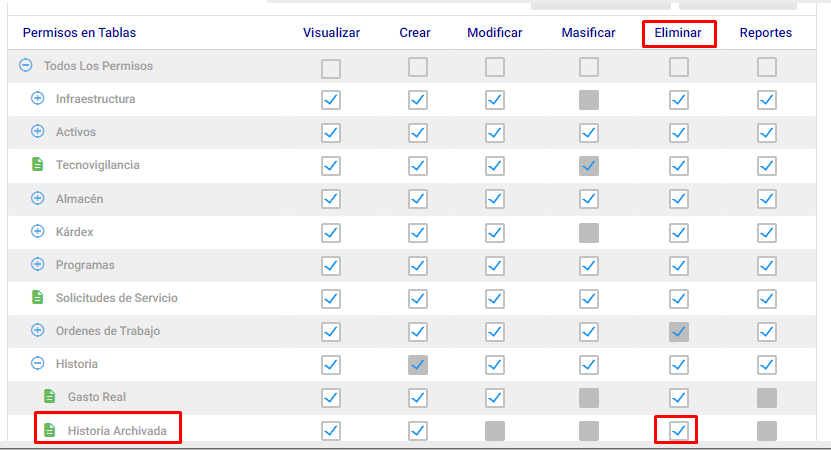 Permisos en Tablas Visualizar Crear Modificar Masificar Eliminar Reportes
Todos Los Permisos
Infraestructura
Activos
Tecnovigilancia
Almacén
Kárdex
Programas
Solicitudes de Servicio
Ordenes de Trabajo
Historia
Gasto Real
Historia Archivada